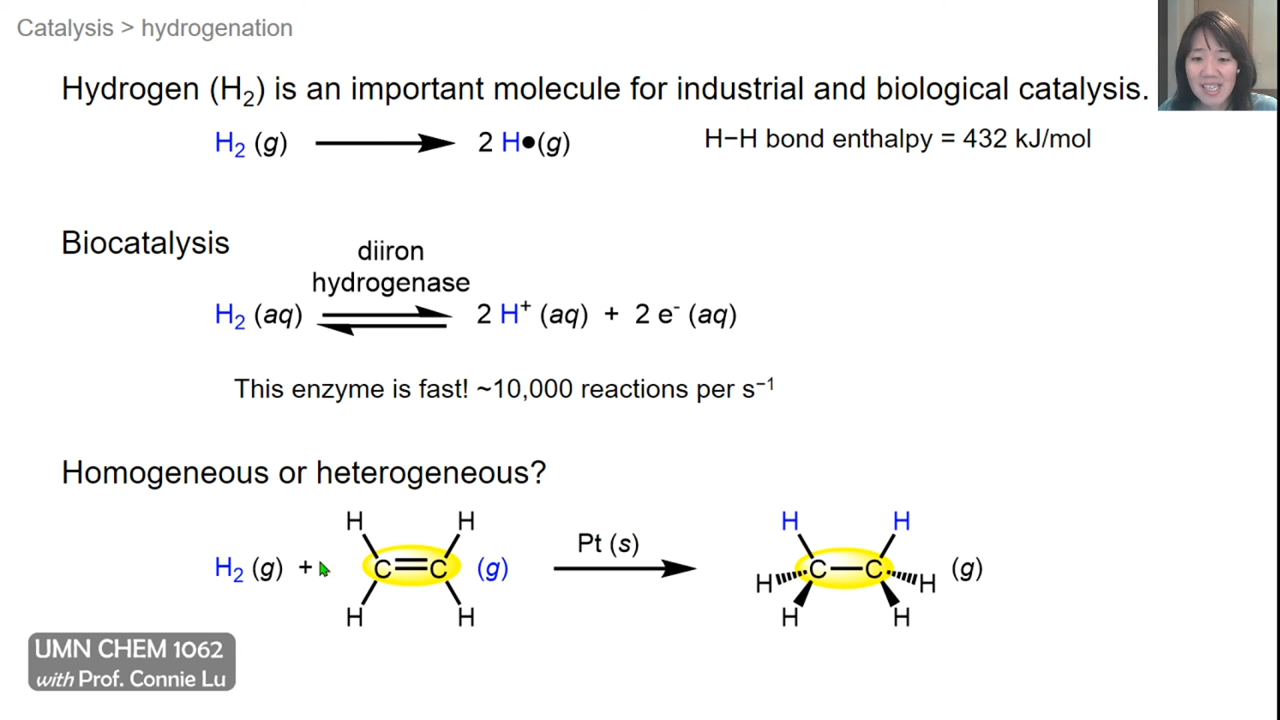 Catalysis > hydrogenation
Hydrogen (H₂) is an important molecule for industrial and biological catalysis.
H₂ (g) ⟶ 2 H•(g) H−H bond enthalpy = 432 kJ/mol
Biocatalysis
diiron
hydrogenase
H₂ (aq) ⇌ 2 H⁺ (aq) + 2 e⁻ (aq)
This enzyme is fast! ~10,000 reactions per s⁻¹
Homogeneous or heterogeneous?
H H H H
Pt (s)
H₂ (g) + C=C (g) ⟶ C−C (g)
H H
H H H H
UMN CHEM 1062
with Prof. Connie Lu